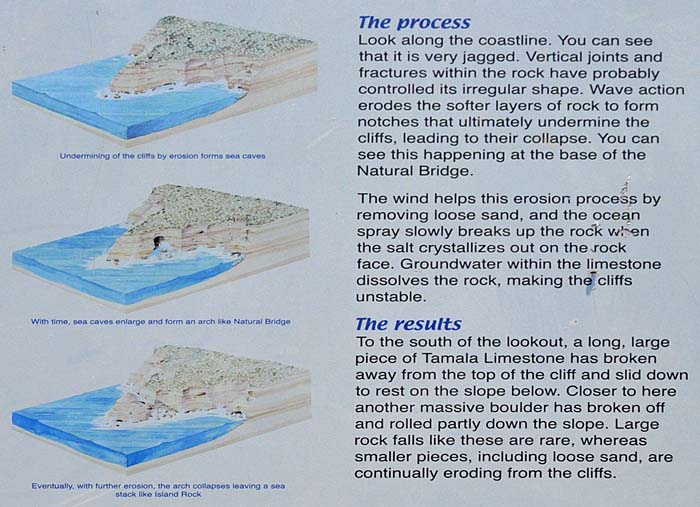 The process
Look along the coastline. You can see
that it is very jagged. Vertical joints and
fractures within the rock have probably
controlled its irregular shape. Wave action
erodes the softer layers of rock to form
notches that ultimately undermine the
cliffs, leading to their collapse. You can
see this happening at the base of the
Natural Bridge.
The wind helps this erosion process by
removing loose sand, and the ocean
spray slowly breaks up the rock when
the salt crystallizes out on the rock
face. Groundwater within the limestone
dissolves the rock, making the cliffs
unstable.
The results
To the south of the lookout, a long, large
piece of Tamala Limestone has broken
away from the top of the cliff and slid down
to rest on the slope below. Closer to here
another massive boulder has broken off
and rolled partly down the slope. Large
rock falls like these are rare, whereas
smaller pieces, including loose sand, are
continually eroding from the cliffs.
Undermining of the cliffs by erosion forms sea caves
With time, sea caves enlarge and form an arch like Natural Bridge
Eventually, with further erosion, the arch collapses leaving a sea
stack like Island Rock